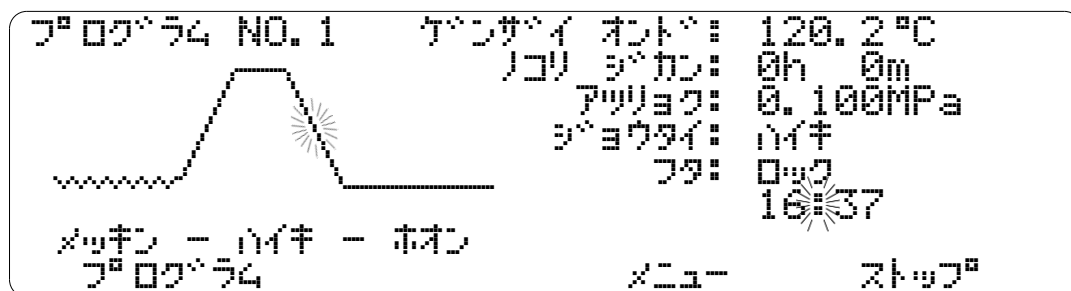 プログラム NO.1
ゲンザイ オンド: 120.2℃
ノコリ ジカン: 0h 0m
アツリョク: 0.100MPa
ジョウタイ: ハイキ
フタ: ロック
16:37
メッキン － ハイキ － ホオン
プログラム メニュー ストップ